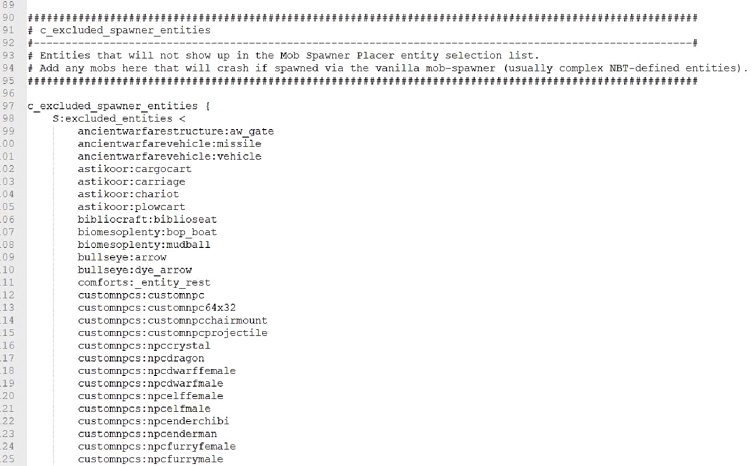 89
90 ####################################################################################################
91 # c_excluded_spawner_entities
92 #--------------------------------------------------------------------------------------------------#
93 # Entities that will not show up in the Mob Spawner Placer entity selection list.
94 # Add any mobs here that will crash if spawned via the vanilla mob-spawner (usually complex NBT-defined entities).
95 ####################################################################################################
96
97 c_excluded_spawner_entities {
98 S:excluded_entities <
99 ancientwarfarestructure:aw_gate
00 ancientwarfarevehicle:missile
01 ancientwarfarevehicle:vehicle
02 astikoor:cargocart
03 astikoor:carriage
04 astikoor:chariot
05 astikoor:plowcart
06 bibliocraft:biblioseat
07 biomesoplenty:bop_boat
08 biomesoplenty:mudball
09 bullseye:arrow
10 bullseye:dye_arrow
11 comforts:_entity_rest
12 customnpcs:customnpc
13 customnpcs:customnpc64x32
14 customnpcs:customnpcchairmount
15 customnpcs:customnpcprojectile
16 customnpcs:npccrystal
17 customnpcs:npcdragon
18 customnpcs:npcdwarffemale
19 customnpcs:npcdwarfmale
20 customnpcs:npcelffemale
21 customnpcs:npcelfmale
22 customnpcs:npcenderchibi
23 customnpcs:npcenderman
24 customnpcs:npcfurryfemale
25 customnpcs:npcfurrymale